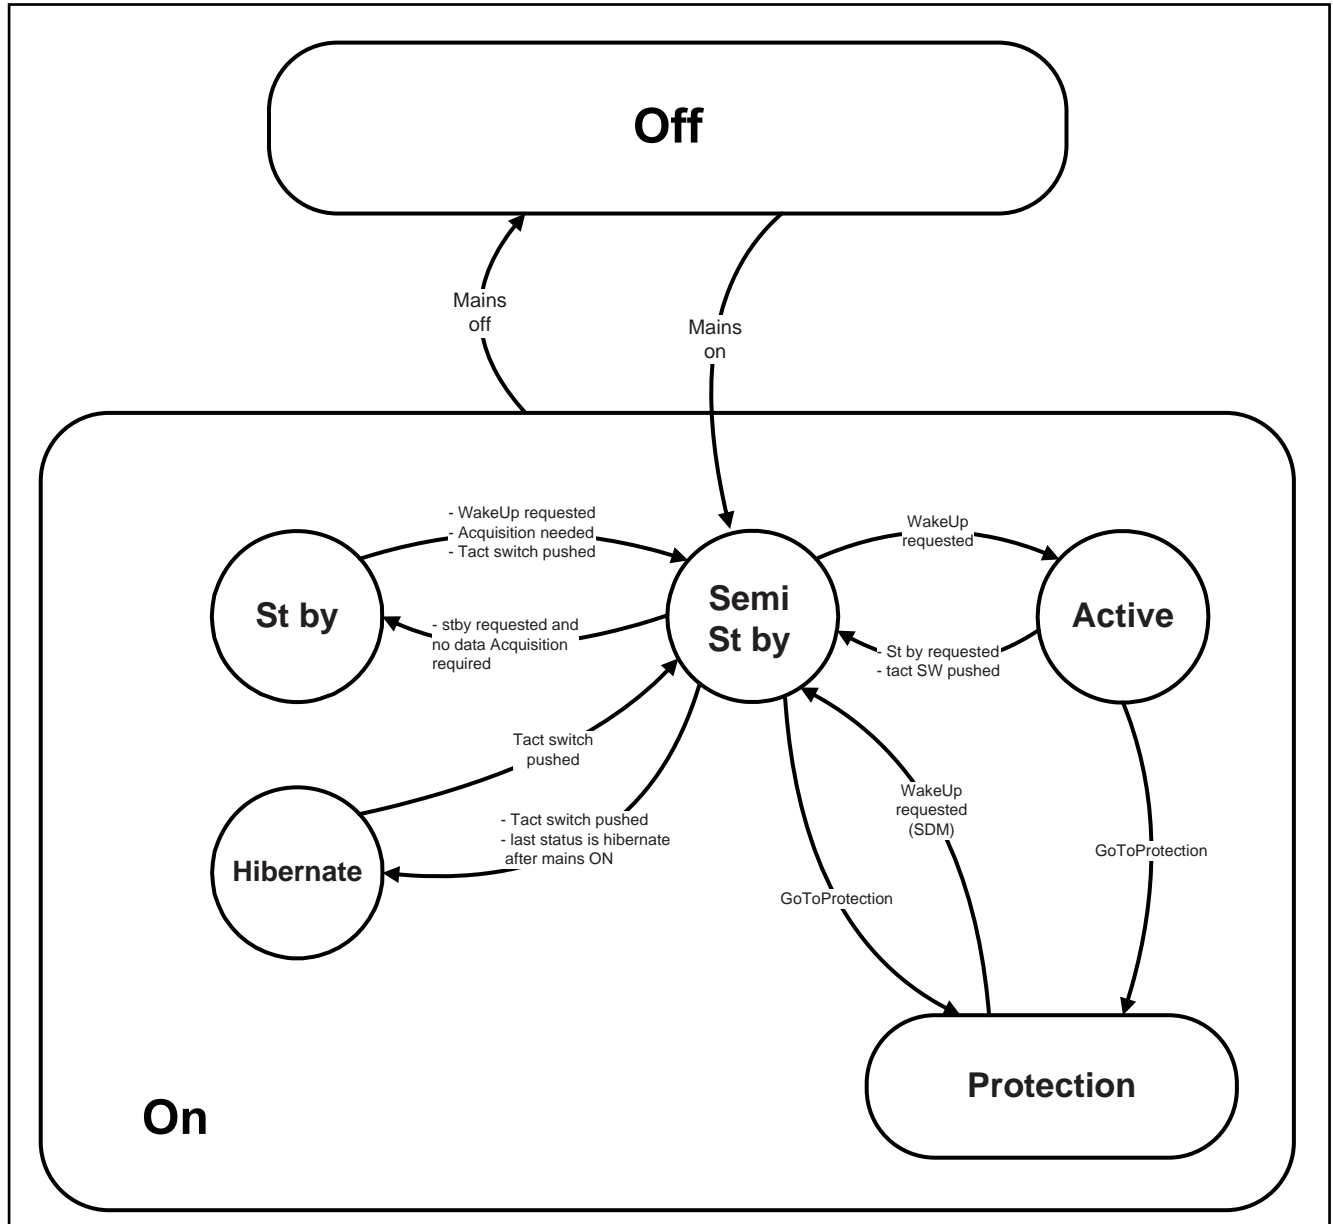 Off
Mains
off
Mains
on
- WakeUp requested
- Acquisition needed
- Tact switch pushed
WakeUp
requested
St by
Semi
St by
Active
- stby requested and
no data Acquisition
required
- St by requested
- tact SW pushed
Tact switch
pushed
WakeUp
requested
(SDM)
- Tact switch pushed
- last status is hibernate
after mains ON
GoToProtection
Hibernate
GoToProtection
Protection
On